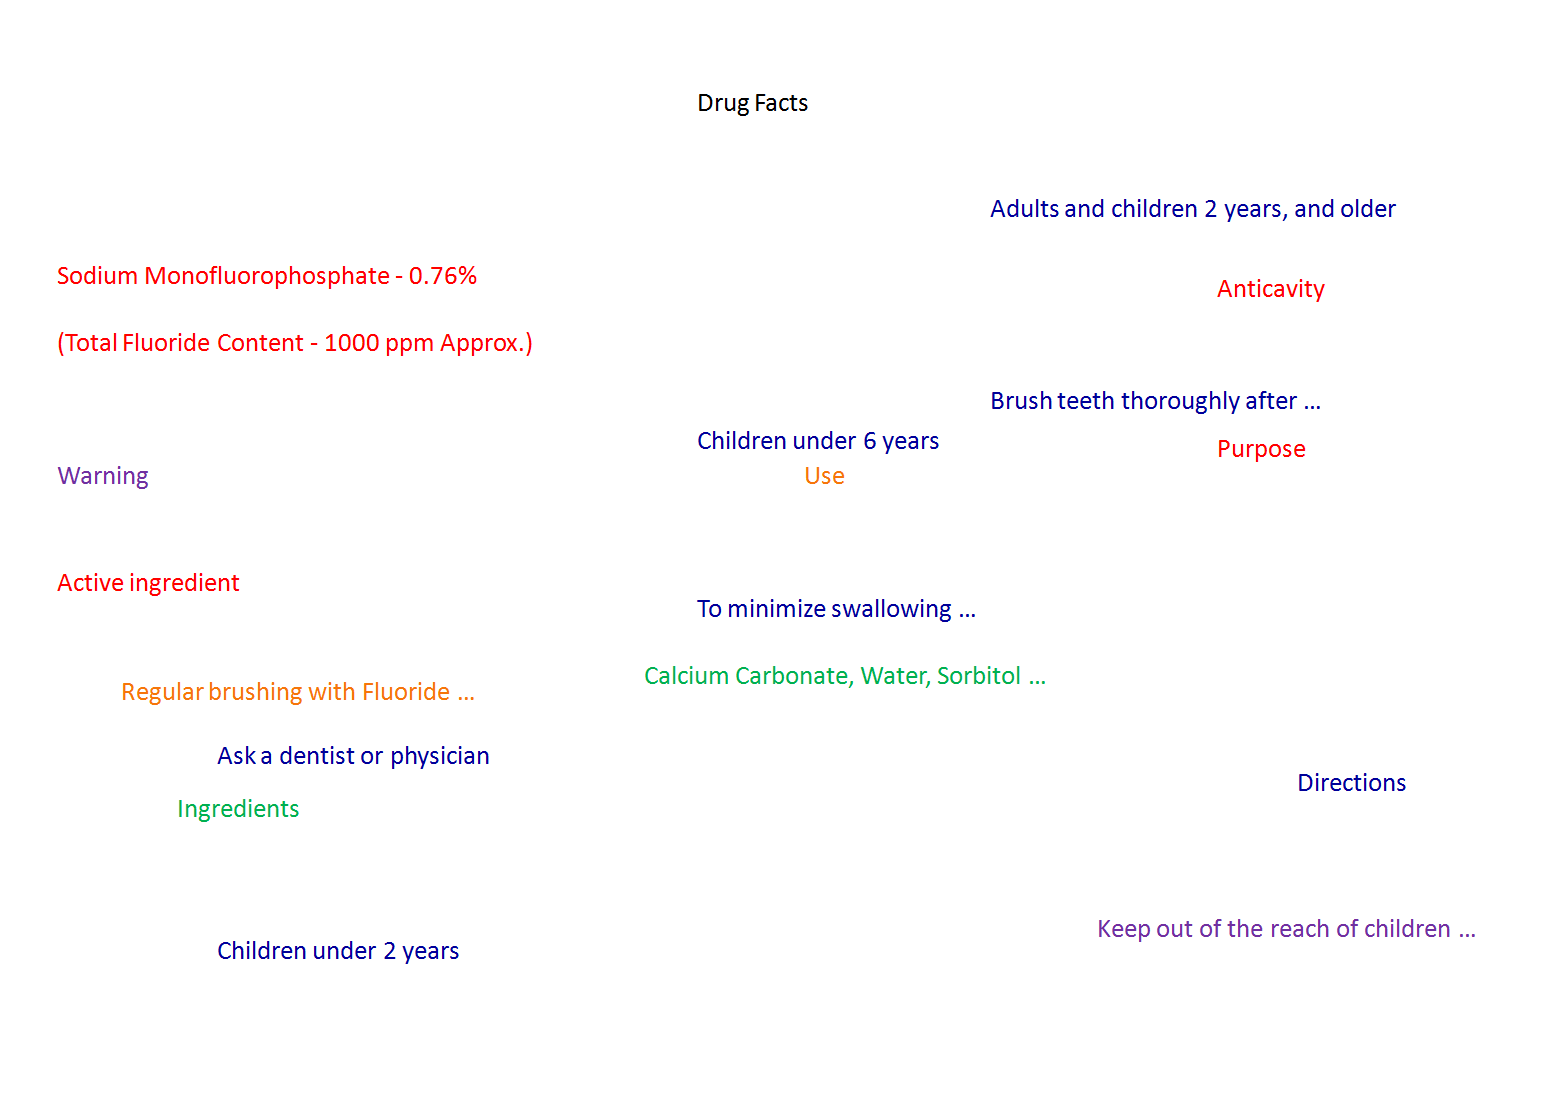 Drug Facts
Adults and children 2 years, and older
Sodium Monofluorophosphate - 0.76%
Anticavity
(Total Fluoride Content - 1000 ppm Approx.)
Brush teeth thoroughly after ...
Children under 6 years
Purpose
Warning
Use
Active ingredient
To minimize swallowing ...
Calcium Carbonate, Water, Sorbitol ...
Regular brushing with Fluoride ...
Ask a dentist or physician
Directions
Ingredients
Keep out of the reach of children ...
Children under 2 years